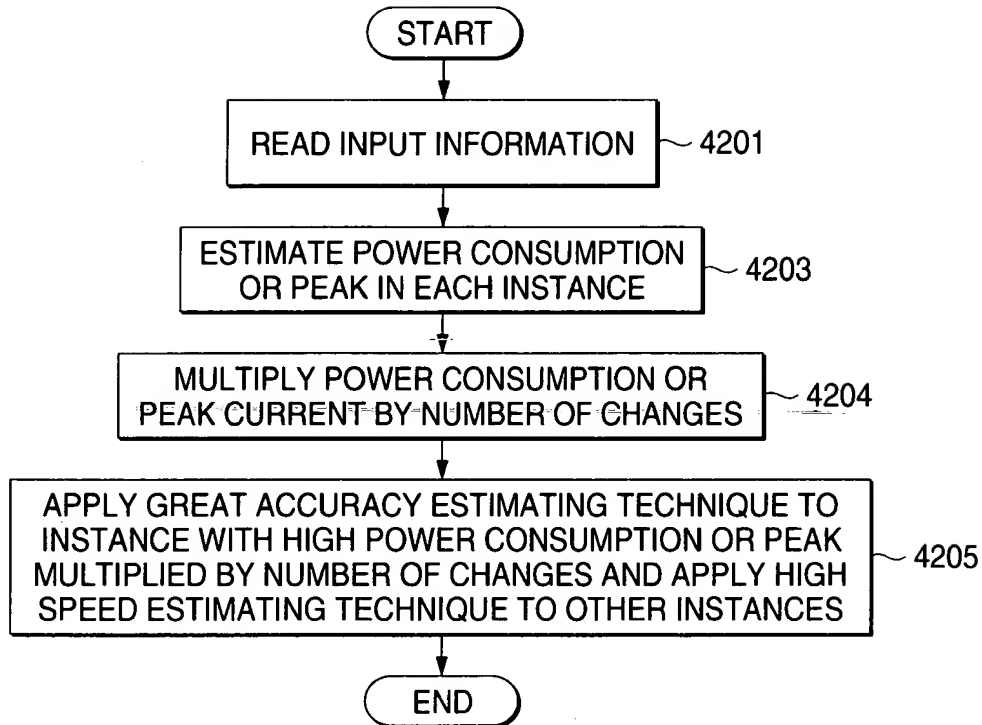 START
READ INPUT INFORMATION
4201
ESTIMATE POWER CONSUMPTION
OR PEAK IN EACH INSTANCE
4203
MULTIPLY POWER CONSUMPTION OR
PEAK CURRENT BY NUMBER OF CHANGES
4204
APPLY GREAT ACCURACY ESTIMATING TECHNIQUE TO
INSTANCE WITH HIGH POWER CONSUMPTION OR PEAK
MULTIPLIED BY NUMBER OF CHANGES AND APPLY HIGH
SPEED ESTIMATING TECHNIQUE TO OTHER INSTANCES
4205
END